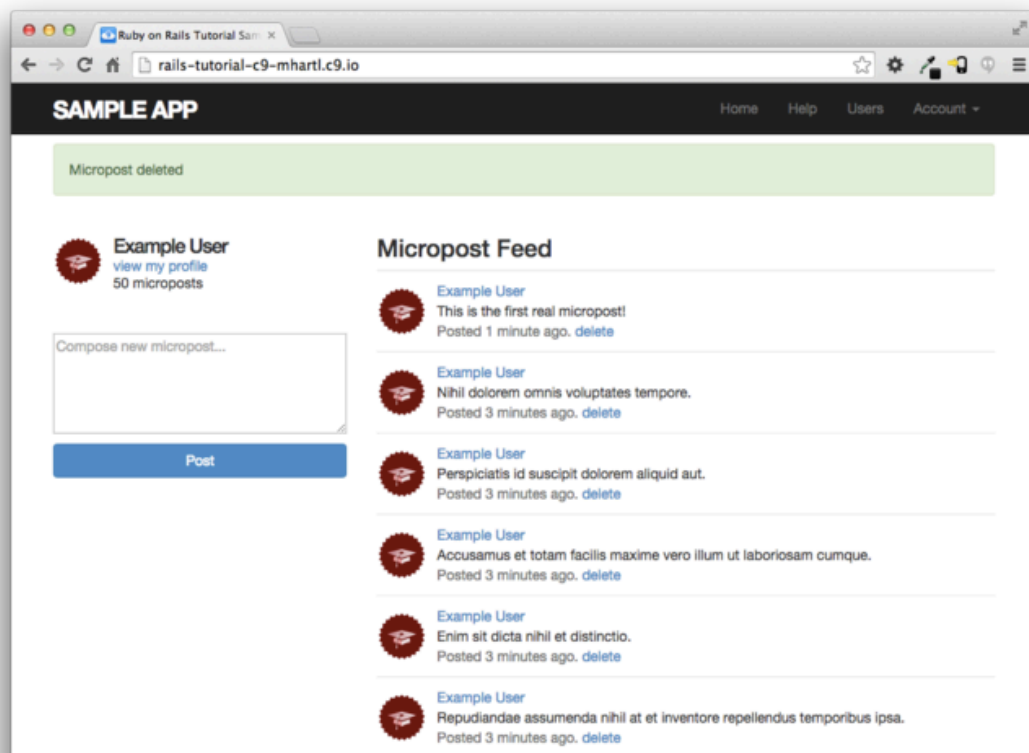 Ruby on Rails Tutorial Sam
rails-tutorial-c9-mhartl.c9.io
SAMPLE APP
Home Help Users Account
Micropost deleted
Example User
view my profile
50 microposts
Compose new micropost...
Post
Micropost Feed
Example User
This is the first real micropost!
Posted 1 minute ago. delete
Example User
Nihil dolorem omnis voluptates tempore.
Posted 3 minutes ago. delete
Example User
Perspiciatis id suscipit dolorem aliquid aut.
Posted 3 minutes ago. delete
Example User
Accusamus et totam facilis maxime vero illum ut laboriosam cumque.
Posted 3 minutes ago. delete
Example User
Enim sit dicta nihil et distinctio.
Posted 3 minutes ago. delete
Example User
Repudiandae assumenda nihil at et inventore repellendus temporibus ipsa.
Posted 3 minutes ago. delete